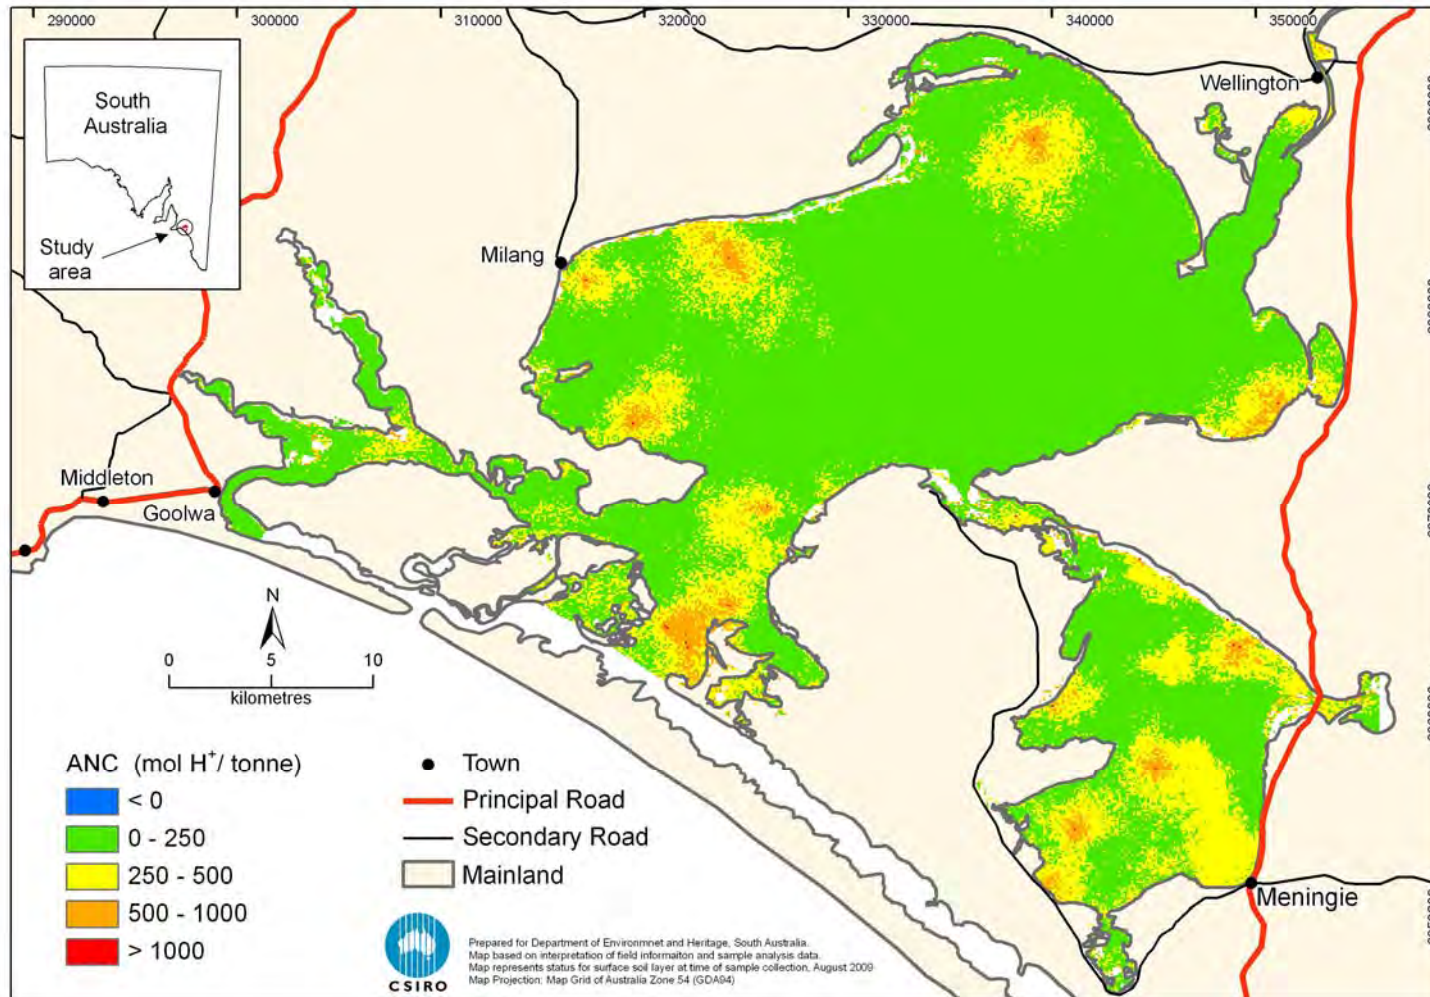 290000 300000 310000 320000 330000 340000 350000
South
Australia
Study
area
Wellington
Milang
Middleton
Goolwa
N
0 5 10
kilometres
Meningie
ANC (mol H⁺/ tonne)
< 0
0 - 250
250 - 500
500 - 1000
> 1000
Town
Principal Road
Secondary Road
Mainland
CSIRO
Prepared for Department of Environmnet and Heritage, South Australia.
Map based on interpretation of field informaiton and sample analysis data.
Map represents status for surface soil layer at time of sample collection, August 2009
Map Projection: Map Grid of Australia Zone 54 (GDA94)